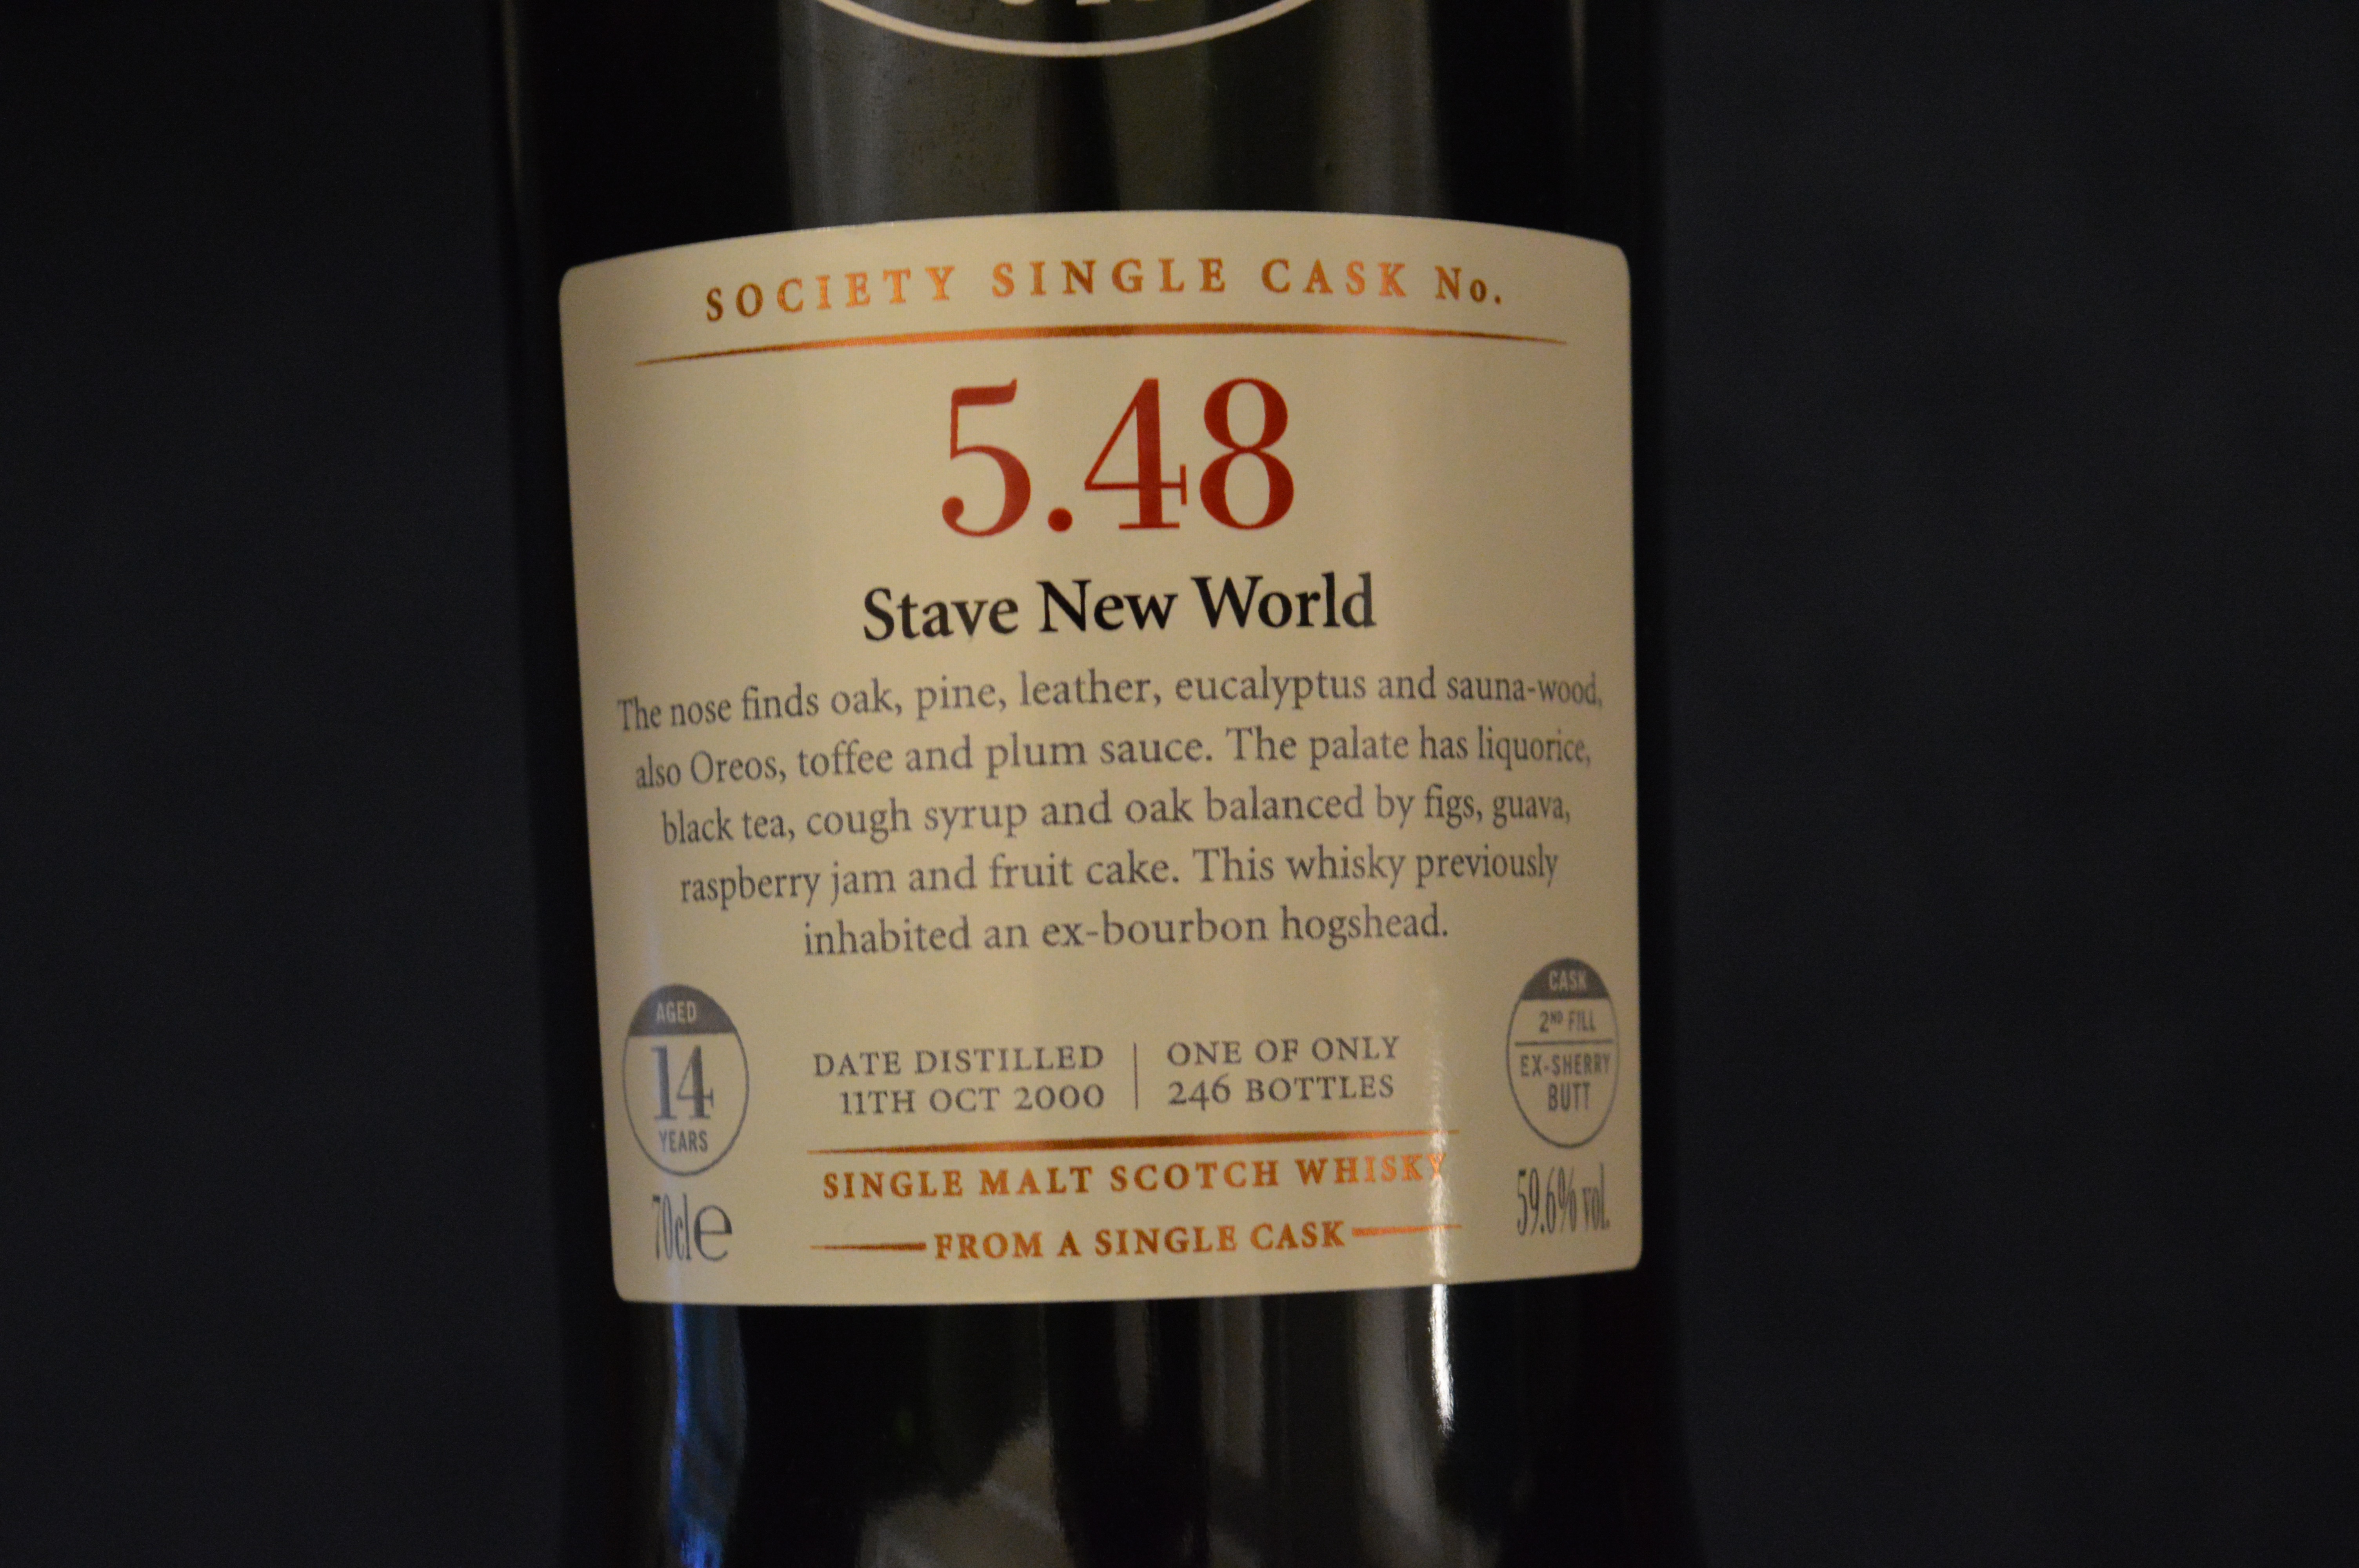 SOCIETY SINGLE CASK No.
5.48
Stave New World
The nose finds oak, pine, leather, eucalyptus and sauna-wood,
also Oreos, toffee and plum sauce. The palate has liquorice,
black tea, cough syrup and oak balanced by figs, guava,
raspberry jam and fruit cake. This whisky previously
inhabited an ex-bourbon hogshead.
AGED
14
YEARS
DATE DISTILLED
11TH OCT 2000
ONE OF ONLY
246 BOTTLES
CASK
2ND FILL
EX-SHERRY
BUTT
SINGLE MALT SCOTCH WHISKY
FROM A SINGLE CASK
70cl e
59.6% vol.